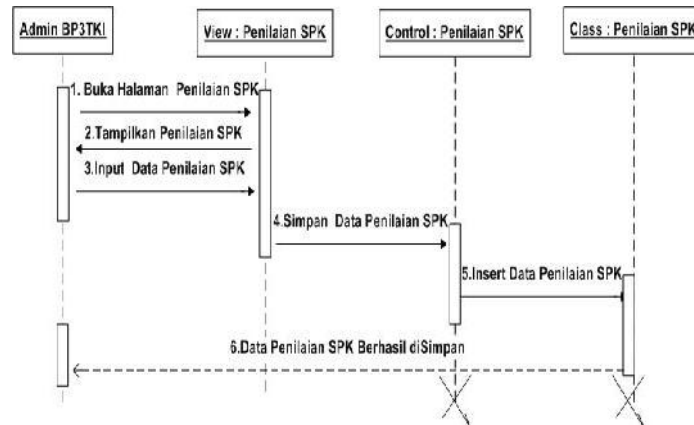 Admin BP3TKI
View : Penilaian SPK
Control : Penilaian SPK
Class : Penilaian SPK
1. Buka Halaman Penilaian SPK
2.Tampilkan Penilaian SPK
3.Input Data Penilaian SPK
4.Simpan Data Penilaian SPK
5.Insert Data Penilaian SPK
6.Data Penilaian SPK Berhasil diSimpan